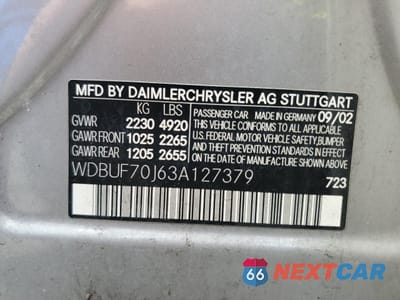 MFD BY DAIMLERCHRYSLER AG STUTTGART
KG LBS
GVWR 2230 4920
GAWR FRONT 1025 2265
GAWR REAR 1205 2655
PASSENGER CAR MADE IN GERMANY 09/02
THIS VEHICLE CONFORMS TO ALL APPLICABLE
U.S. FEDERAL MOTOR VEHICLE SAFETY, BUMPER
AND THEFT PREVENTION STANDARDS IN EFFECT
ON THE DATE OF MANUFACTURE SHOWN ABOVE
WDBUF70J63A127379
723
66 NEXTCAR